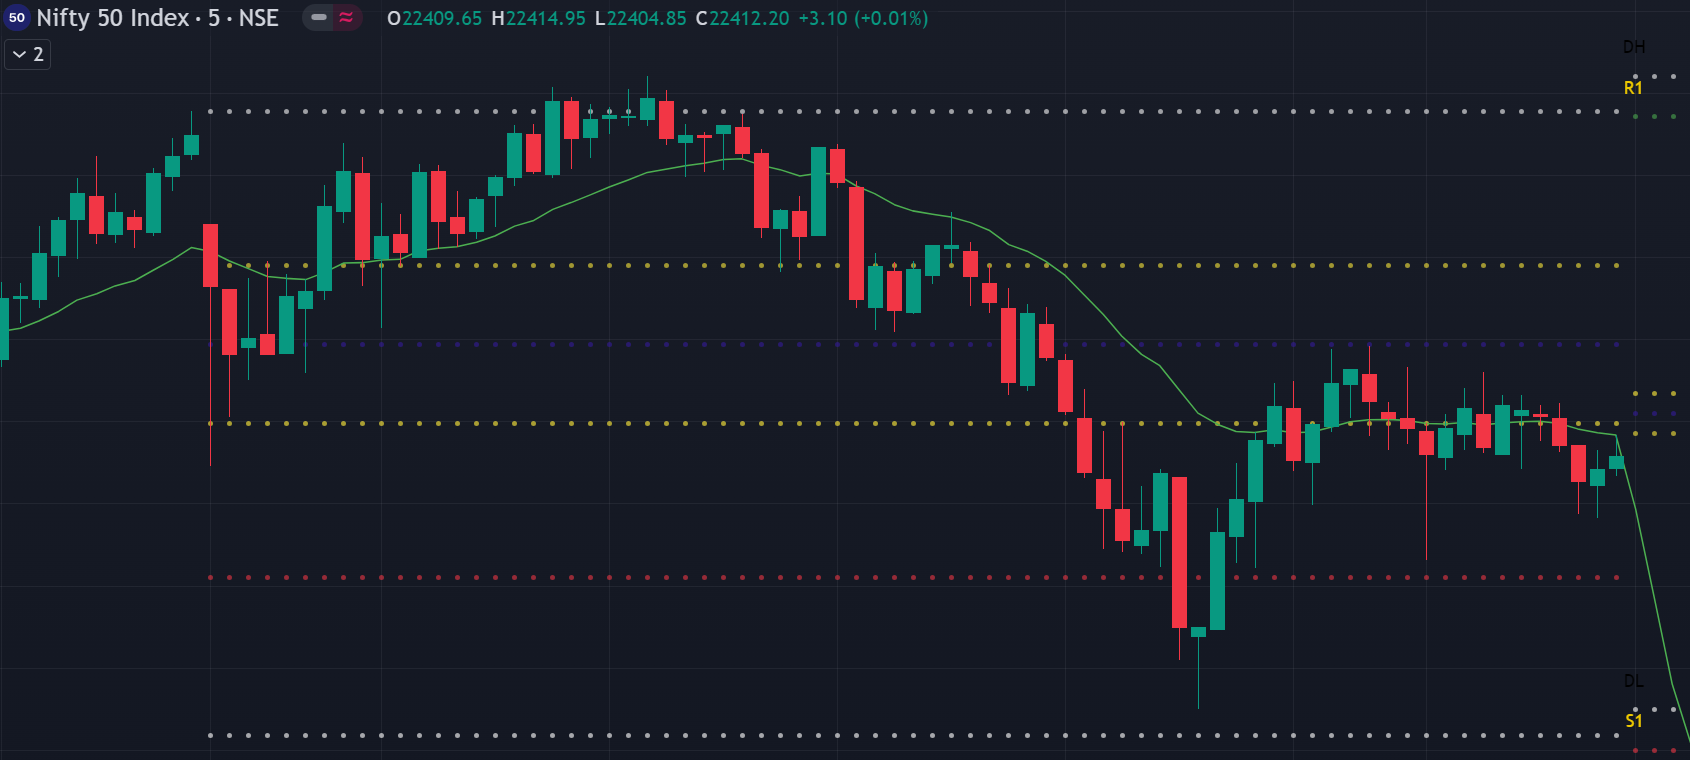 50 Nifty 50 Index · 5 · NSE O22409.65 H22414.95 L22404.85 C22412.20 +3.10 (+0.01%)
2
DH
R1
DL
S1